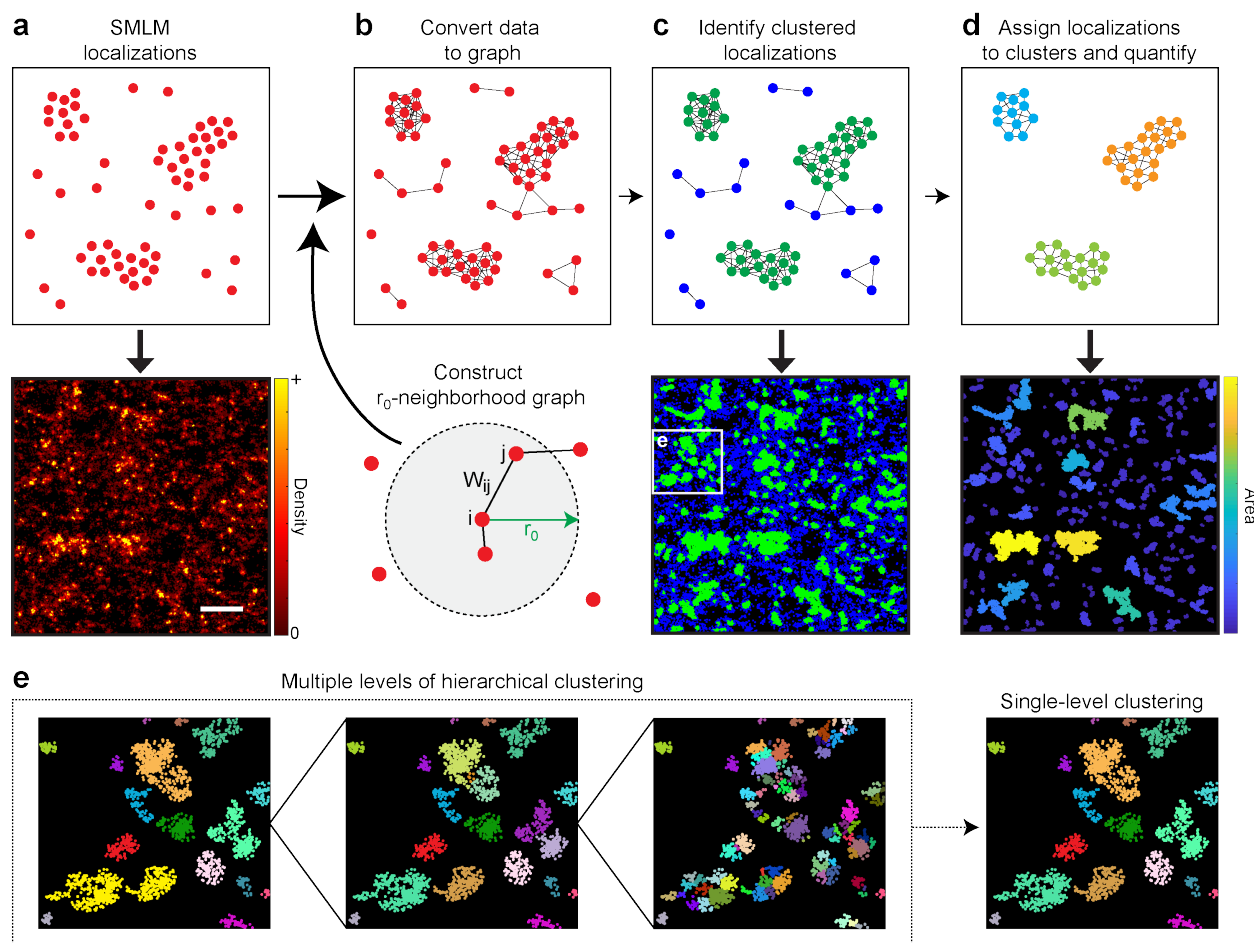 a
SMLM
localizations
b
Convert data
to graph
c
Identify clustered
localizations
d
Assign localizations
to clusters and quantify
+
Density
0
Construct
r0-neighborhood graph
j
Wij
i
r0
e
Area
e
Multiple levels of hierarchical clustering
Single-level clustering